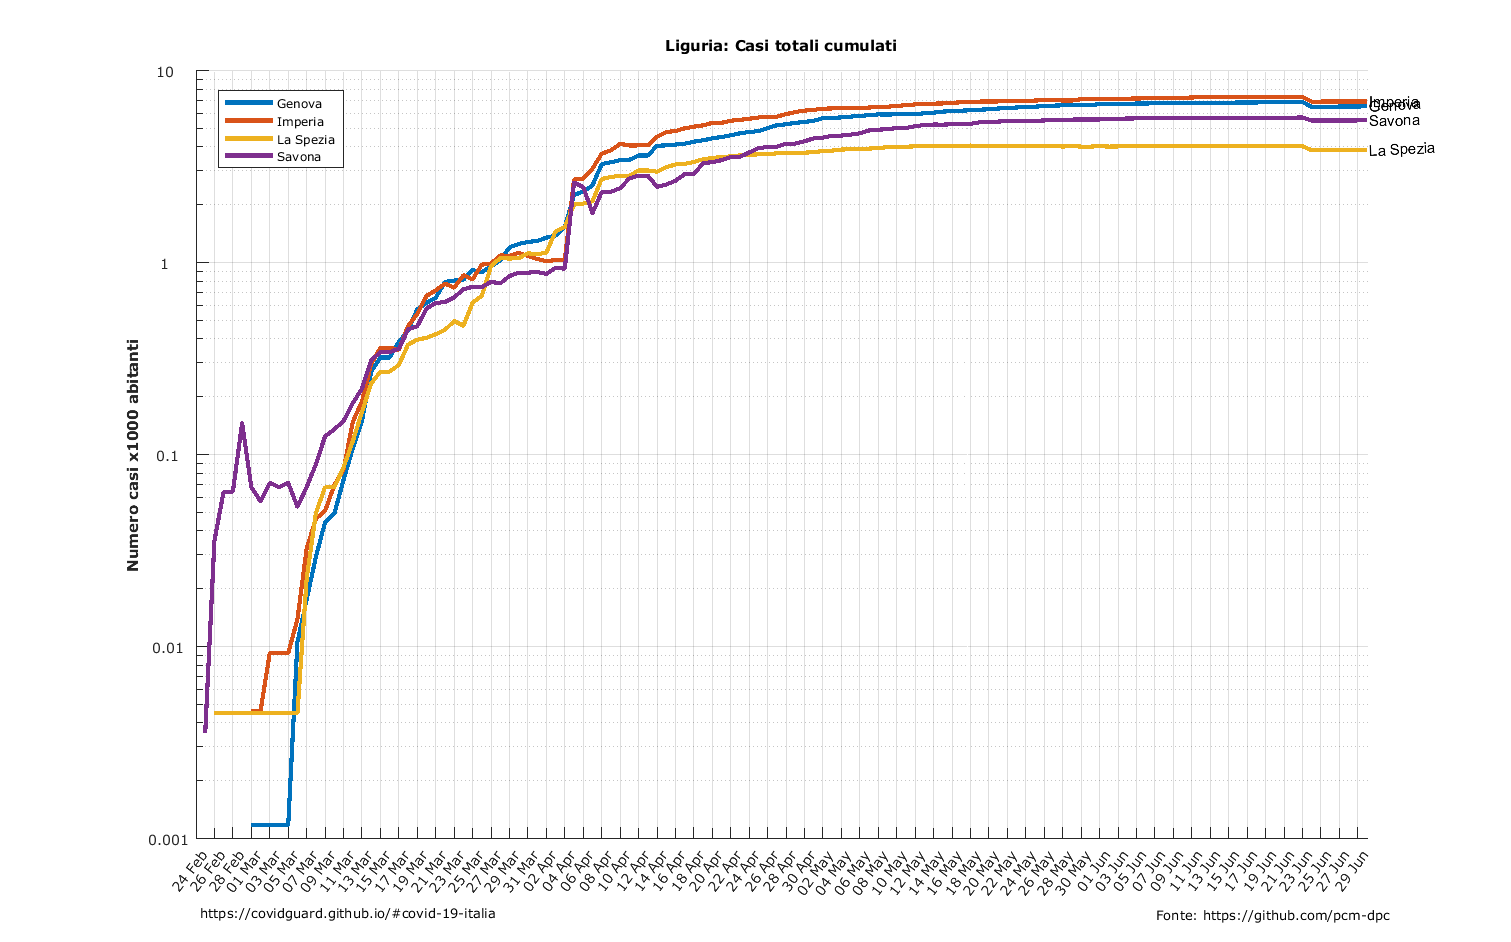 Liguria: Casi totali cumulati
10
1
0.1
0.01
0.001
Numero casi x1000 abitanti
Genova
Imperia
La Spezia
Savona
Imperia
Genova
Savona
La Spezia
24 Feb
26 Feb
28 Feb
01 Mar
03 Mar
05 Mar
07 Mar
09 Mar
11 Mar
13 Mar
15 Mar
17 Mar
19 Mar
21 Mar
23 Mar
25 Mar
27 Mar
29 Mar
31 Mar
02 Apr
04 Apr
06 Apr
08 Apr
10 Apr
12 Apr
14 Apr
16 Apr
18 Apr
20 Apr
22 Apr
24 Apr
26 Apr
28 Apr
30 Apr
02 May
04 May
06 May
08 May
10 May
12 May
14 May
16 May
18 May
20 May
22 May
24 May
26 May
28 May
30 May
01 Jun
03 Jun
05 Jun
07 Jun
09 Jun
11 Jun
13 Jun
15 Jun
17 Jun
19 Jun
21 Jun
23 Jun
25 Jun
27 Jun
29 Jun
https://covidguard.github.io/#covid-19-italia
Fonte: https://github.com/pcm-dpc